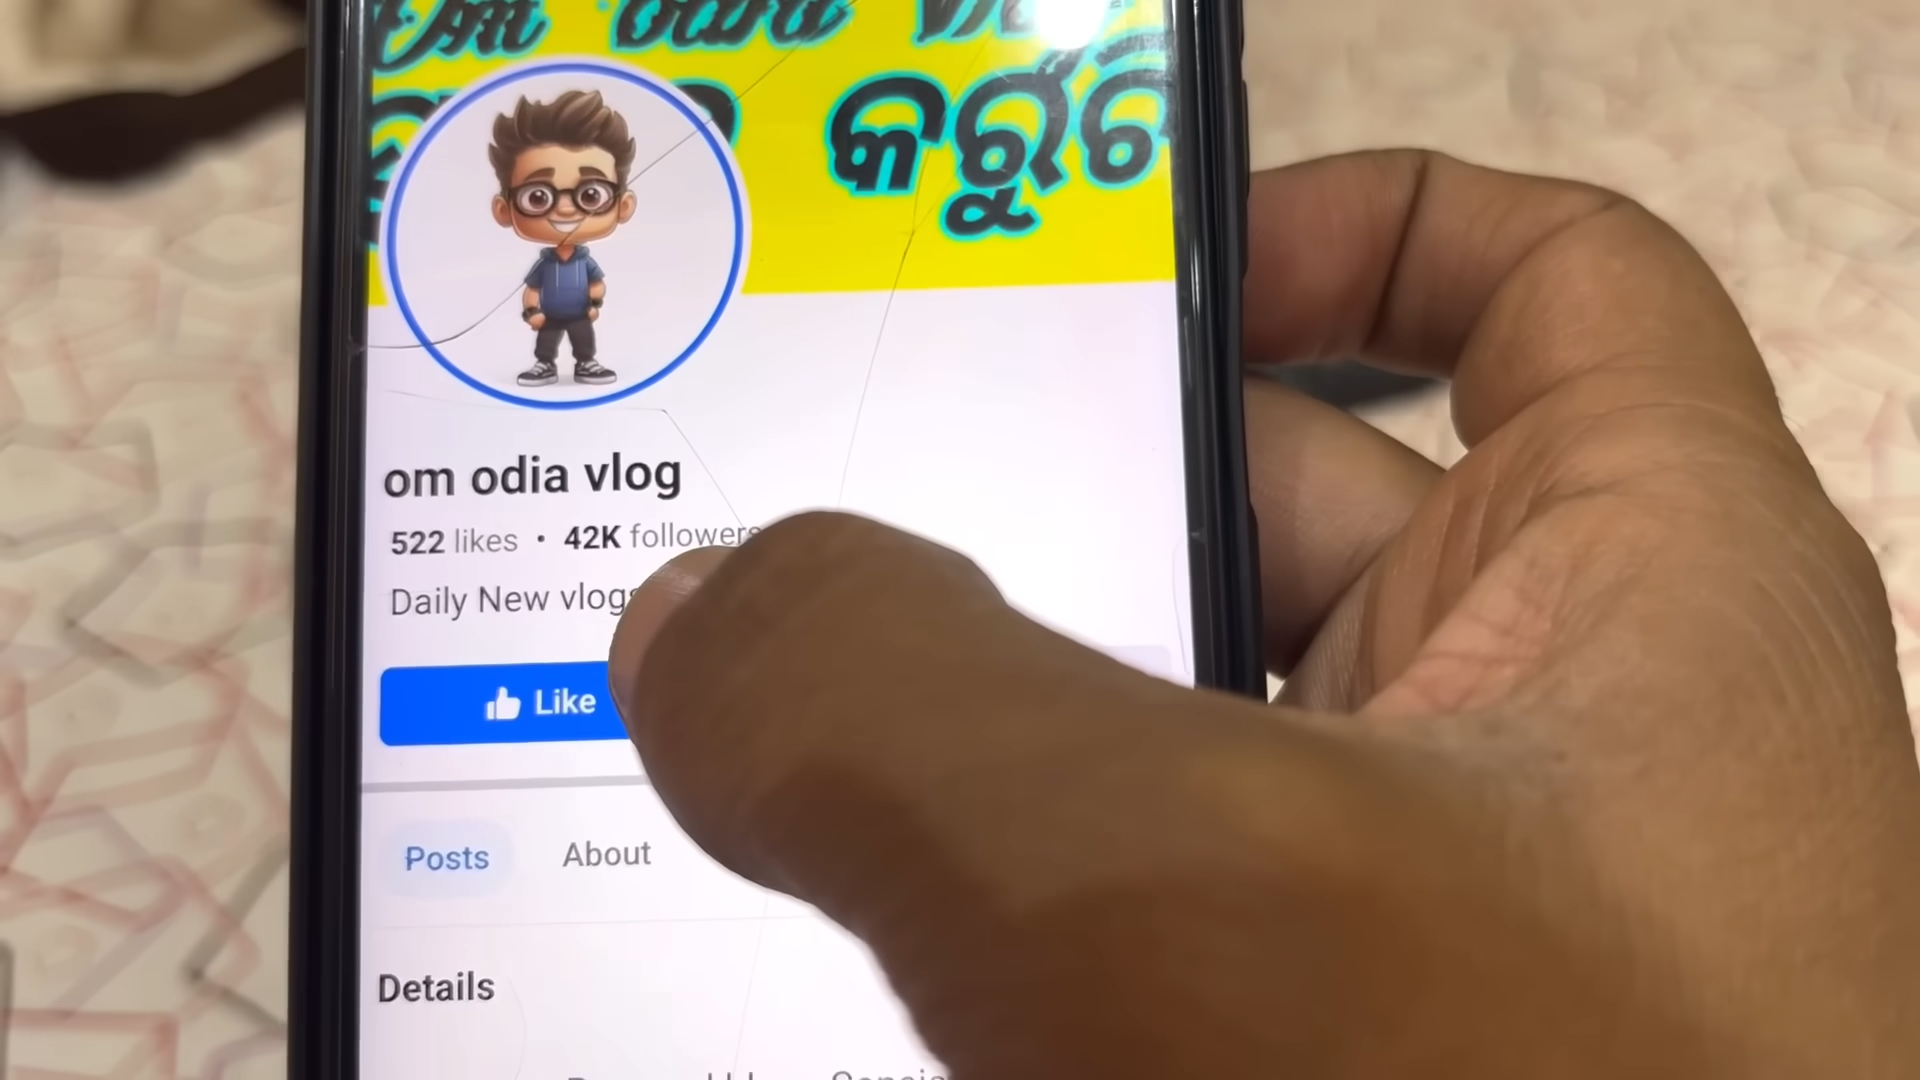 କରୁଚି
om odia vlog
522 likes • 42K followers
Daily New vlogs
Like
Posts
About
Details